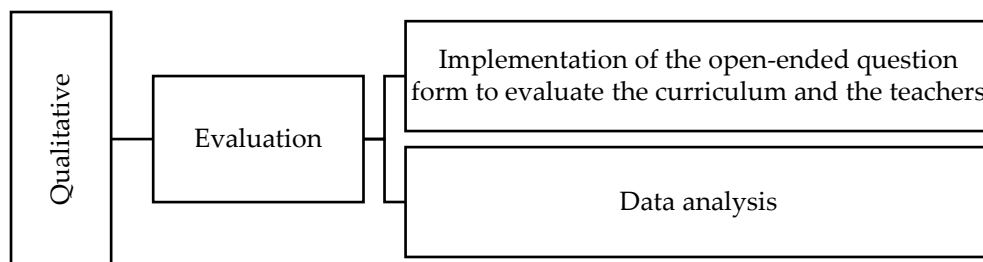 Qualitative
Evaluation
Implementation of the open-ended question
form to evaluate the curriculum and the teachers
Data analysis